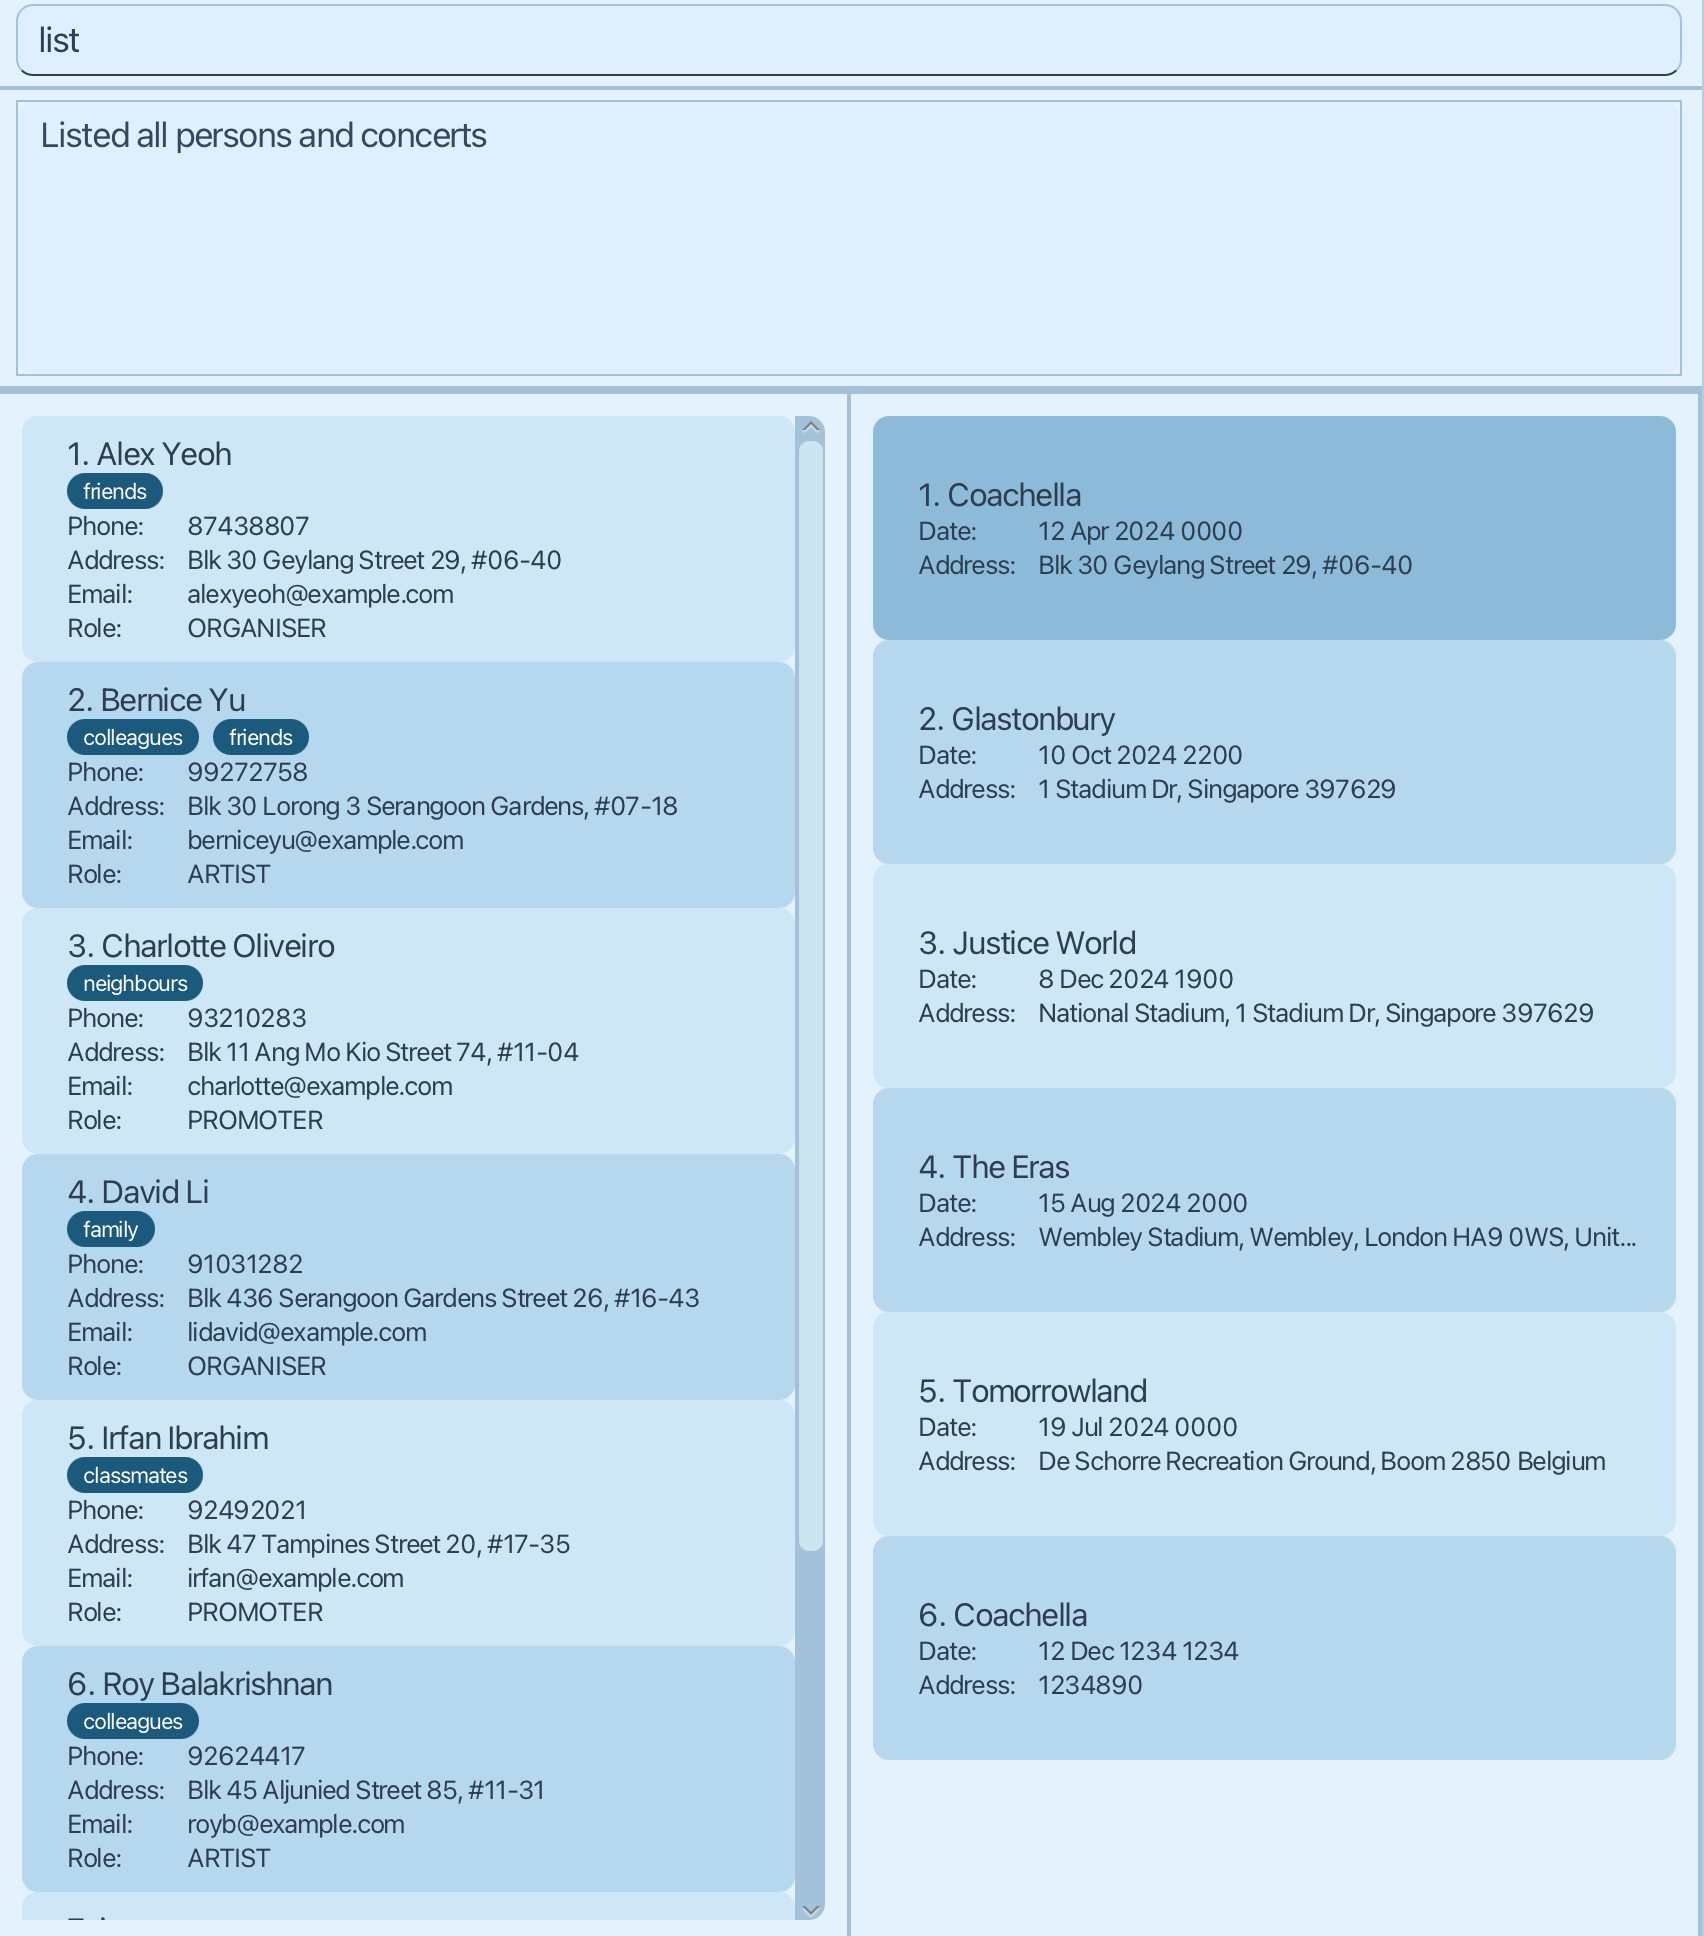 list
Listed all persons and concerts
1. Alex Yeoh
friends
Phone: 87438807
Address: Blk 30 Geylang Street 29, #06-40
Email: alexyeoh@example.com
Role: ORGANISER
2. Bernice Yu
colleagues friends
Phone: 99272758
Address: Blk 30 Lorong 3 Serangoon Gardens, #07-18
Email: berniceyu@example.com
Role: ARTIST
3. Charlotte Oliveiro
neighbours
Phone: 93210283
Address: Blk 11 Ang Mo Kio Street 74, #11-04
Email: charlotte@example.com
Role: PROMOTER
4. David Li
family
Phone: 91031282
Address: Blk 436 Serangoon Gardens Street 26, #16-43
Email: lidavid@example.com
Role: ORGANISER
5. Irfan Ibrahim
classmates
Phone: 92492021
Address: Blk 47 Tampines Street 20, #17-35
Email: irfan@example.com
Role: PROMOTER
6. Roy Balakrishnan
colleagues
Phone: 92624417
Address: Blk 45 Aljunied Street 85, #11-31
Email: royb@example.com
Role: ARTIST
1. Coachella
Date: 12 Apr 2024 0000
Address: Blk 30 Geylang Street 29, #06-40
2. Glastonbury
Date: 10 Oct 2024 2200
Address: 1 Stadium Dr, Singapore 397629
3. Justice World
Date: 8 Dec 2024 1900
Address: National Stadium, 1 Stadium Dr, Singapore 397629
4. The Eras
Date: 15 Aug 2024 2000
Address: Wembley Stadium, Wembley, London HA9 0WS, Unit...
5. Tomorrowland
Date: 19 Jul 2024 0000
Address: De Schorre Recreation Ground, Boom 2850 Belgium
6. Coachella
Date: 12 Dec 1234 1234
Address: 1234890